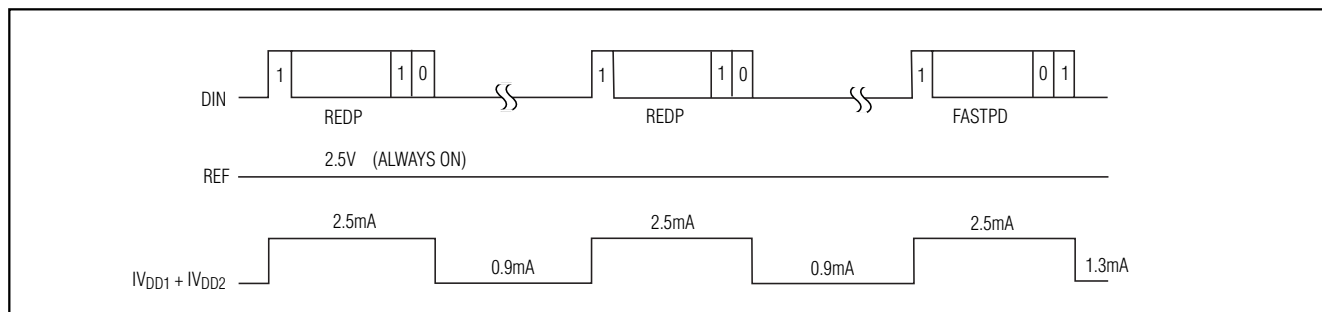 1 1 0 1 1 0 1 0 1
DIN
REDP REDP FASTPD
2.5V (ALWAYS ON)
REF
2.5mA 2.5mA 2.5mA
0.9mA 0.9mA 1.3mA
IVDD1 + IVDD2